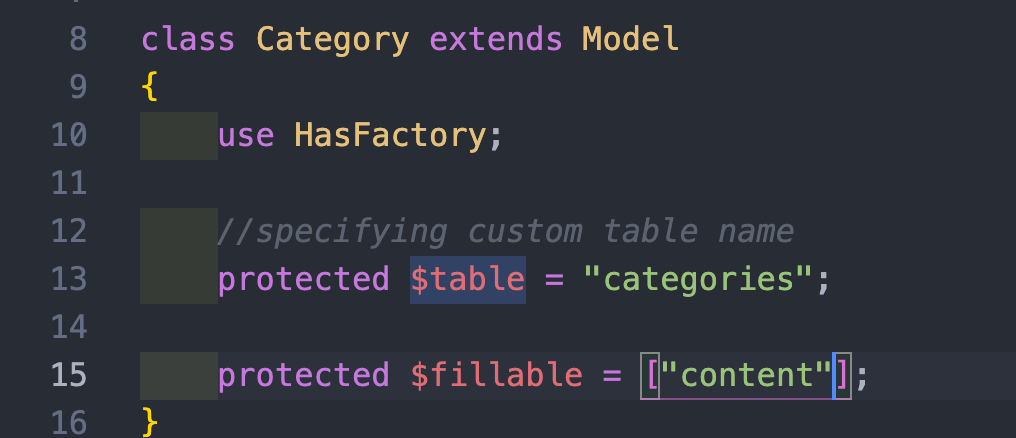 8 class Category extends Model
9 {
10 use HasFactory;
11
12 //specifying custom table name
13 protected $table = "categories";
14
15 protected $fillable = ["content"];
16 }